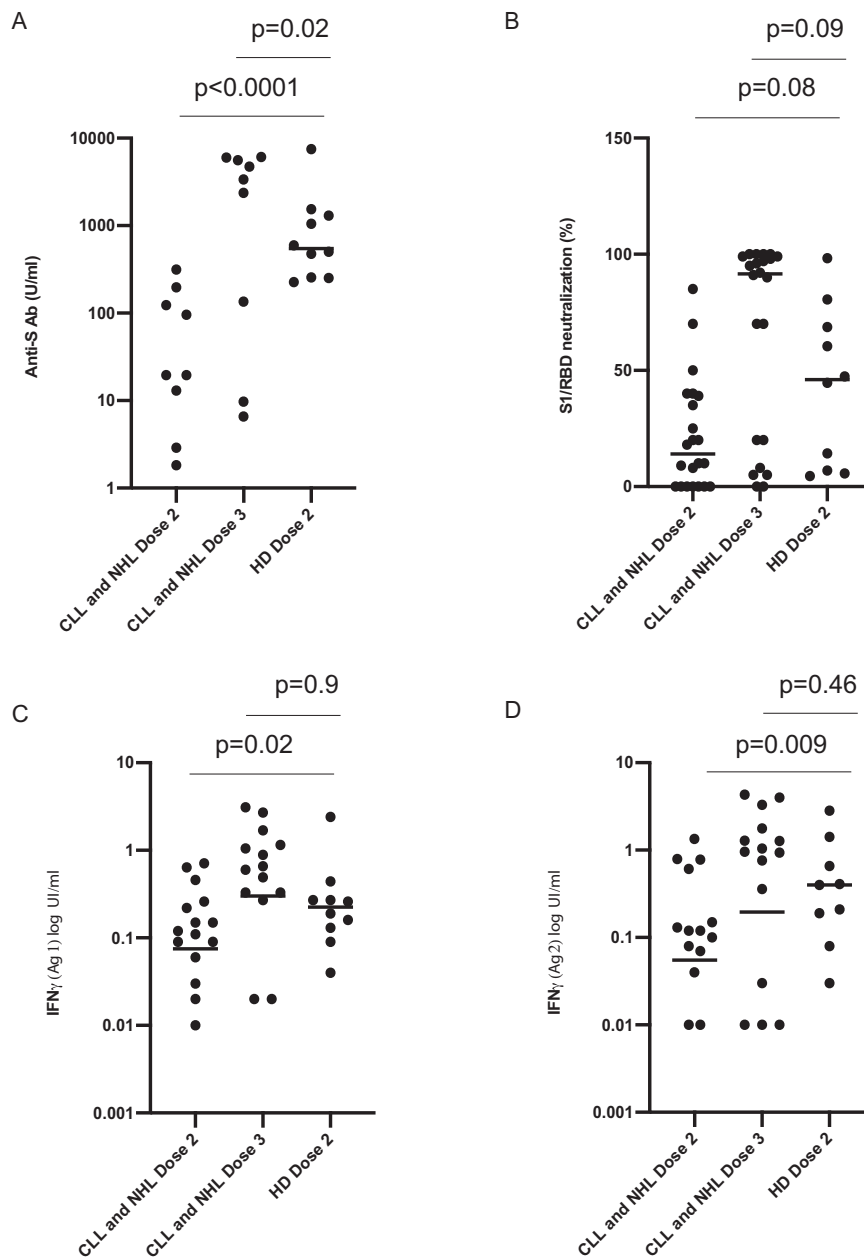 A
p=0.02
p<0.0001
10000
1000
100
10
1
Anti-S Ab (U/ml)
CLL and NHL Dose 2
CLL and NHL Dose 3
HD Dose 2
B
p=0.09
p=0.08
150
100
50
0
S1/RBD neutralization (%)
CLL and NHL Dose 2
CLL and NHL Dose 3
HD Dose 2
C
p=0.9
p=0.02
10
1
0.1
0.01
0.001
IFNγ (Ag 1) log UI/ml
CLL and NHL Dose 2
CLL and NHL Dose 3
HD Dose 2
D
p=0.46
p=0.009
10
1
0.1
0.01
0.001
IFNγ (Ag2) log UI/ml
CLL and NHL Dose 2
CLL and NHL Dose 3
HD Dose 2